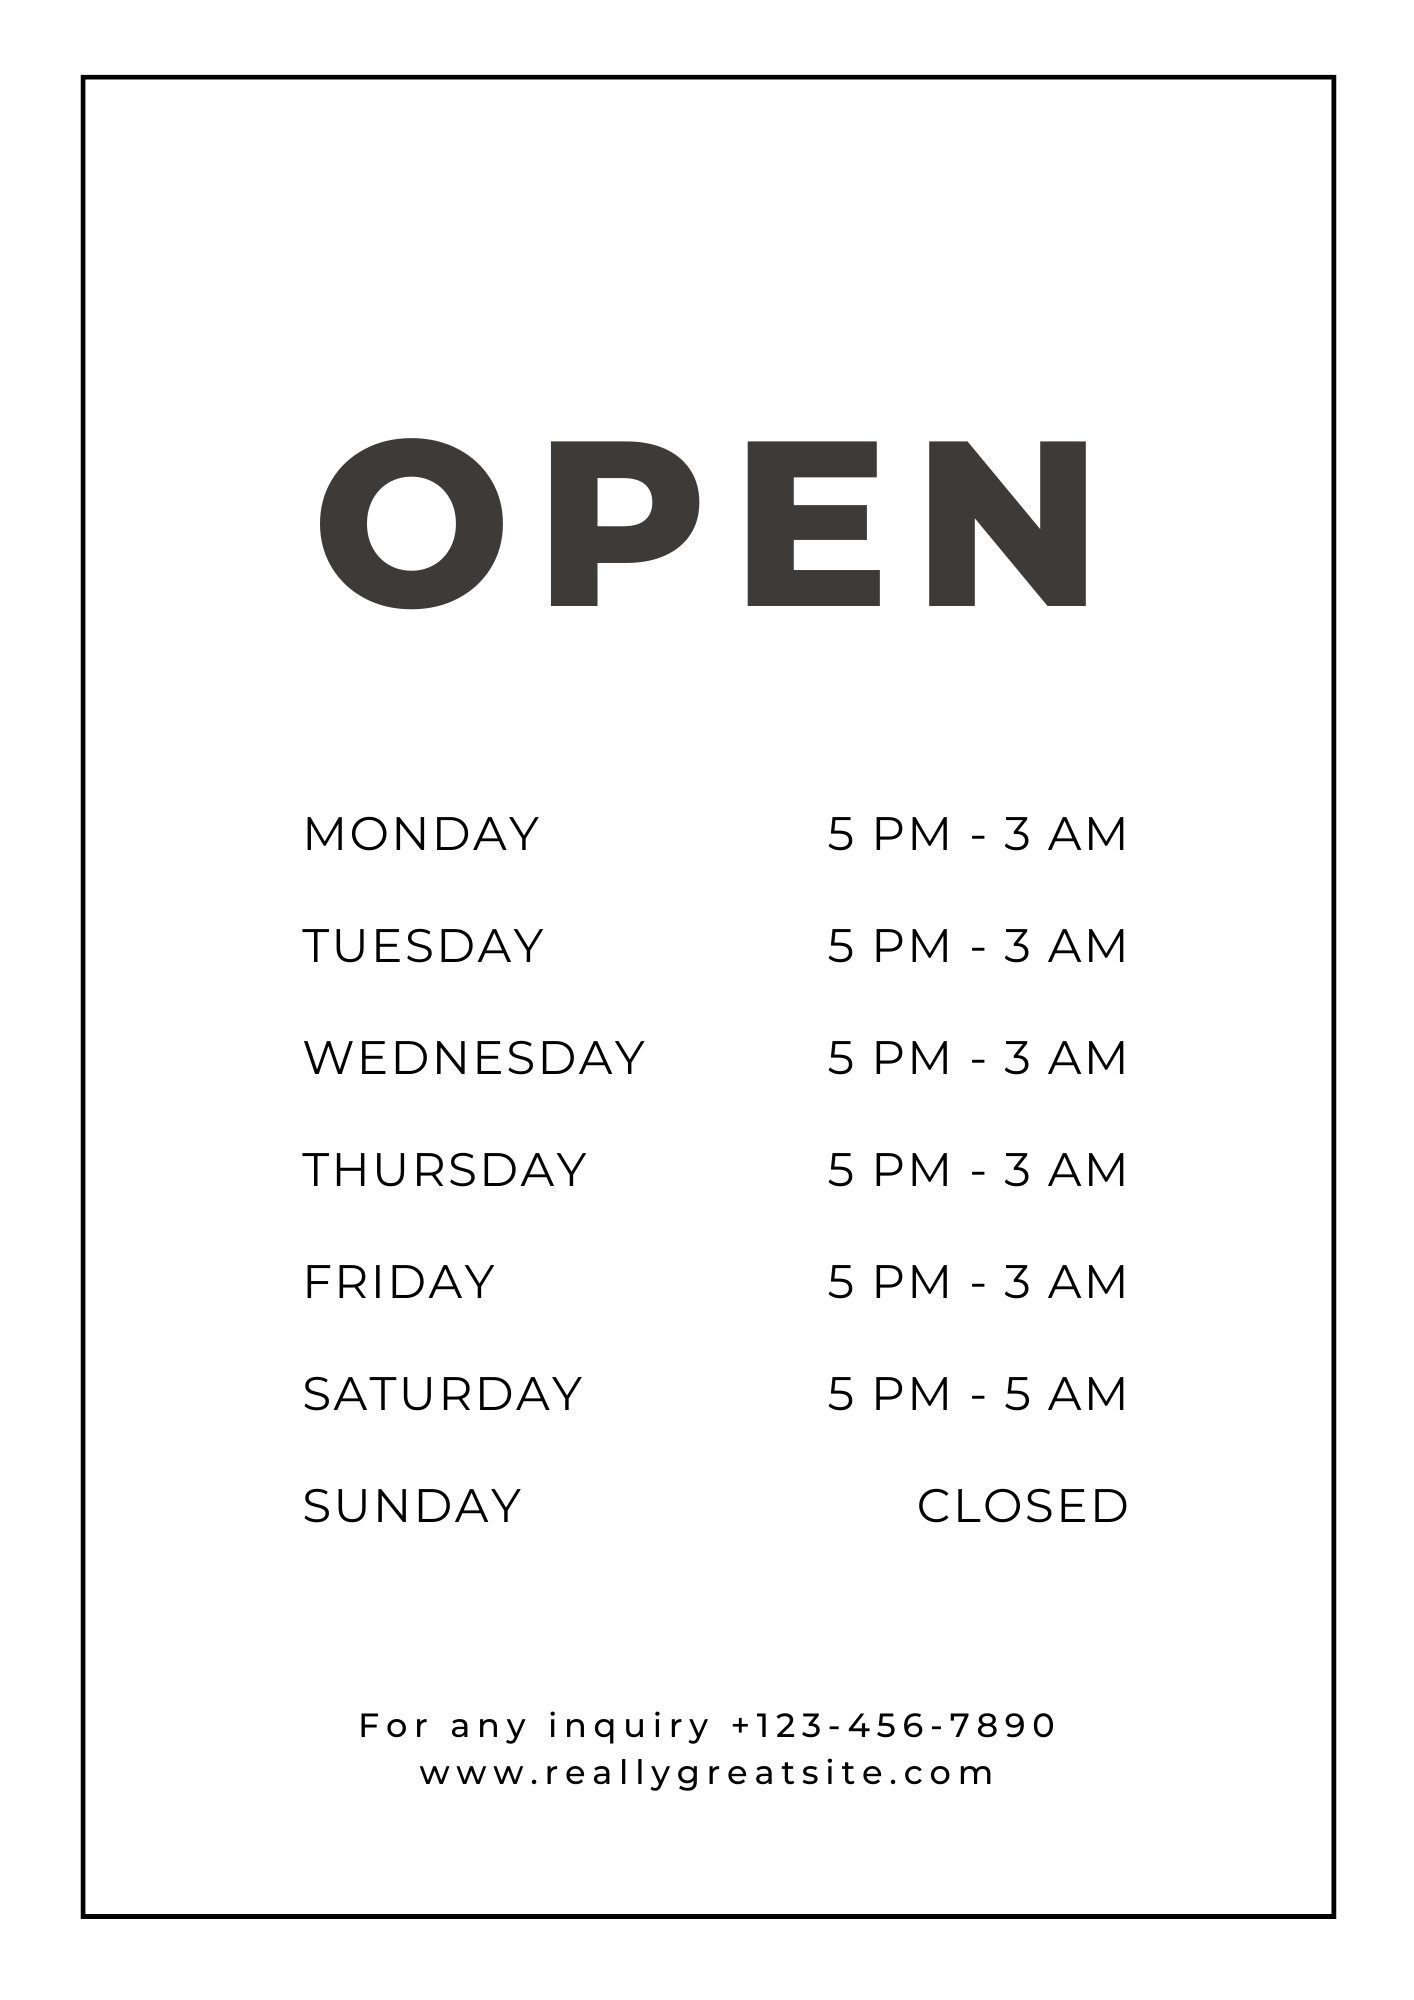 OPEN
MONDAY 5 PM - 3 AM
TUESDAY 5 PM - 3 AM
WEDNESDAY 5 PM - 3 AM
THURSDAY 5 PM - 3 AM
FRIDAY 5 PM - 3 AM
SATURDAY 5 PM - 5 AM
SUNDAY CLOSED
For any inquiry +123-456-7890
www.reallygreatsite.com